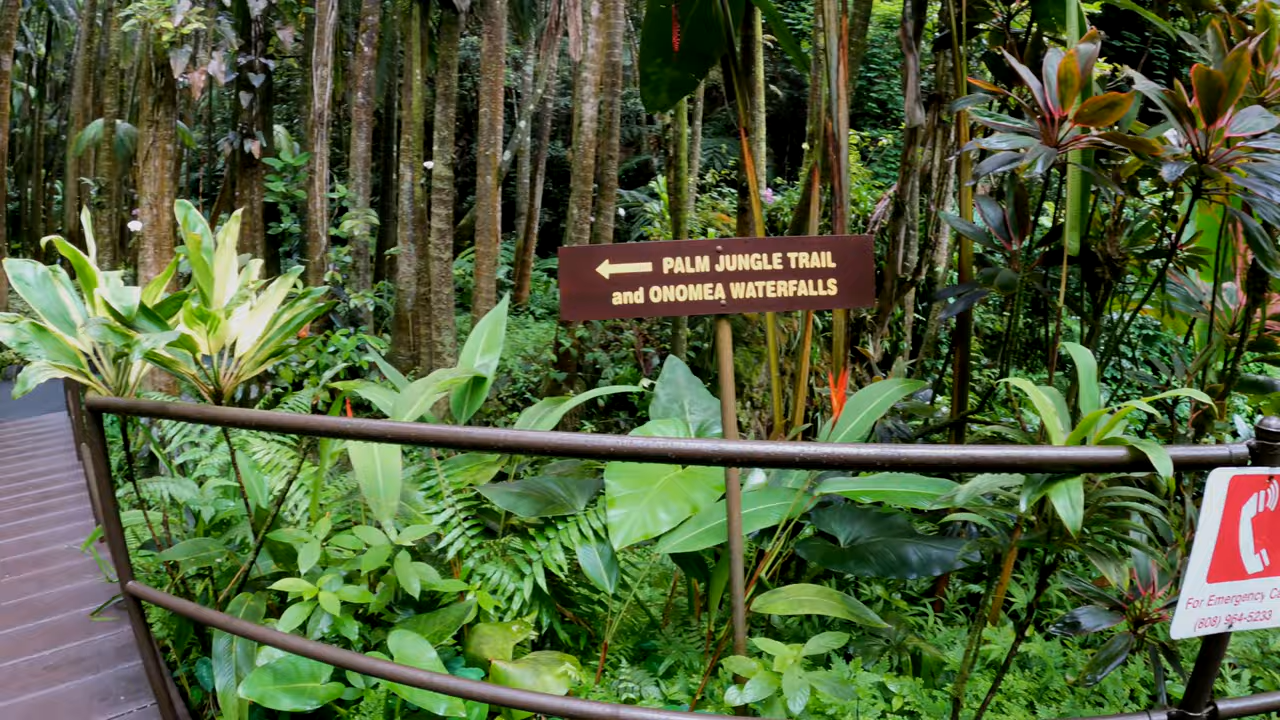 PALM JUNGLE TRAIL
and ONOMEA WATERFALLS
For Emergency
(808) 964-5233